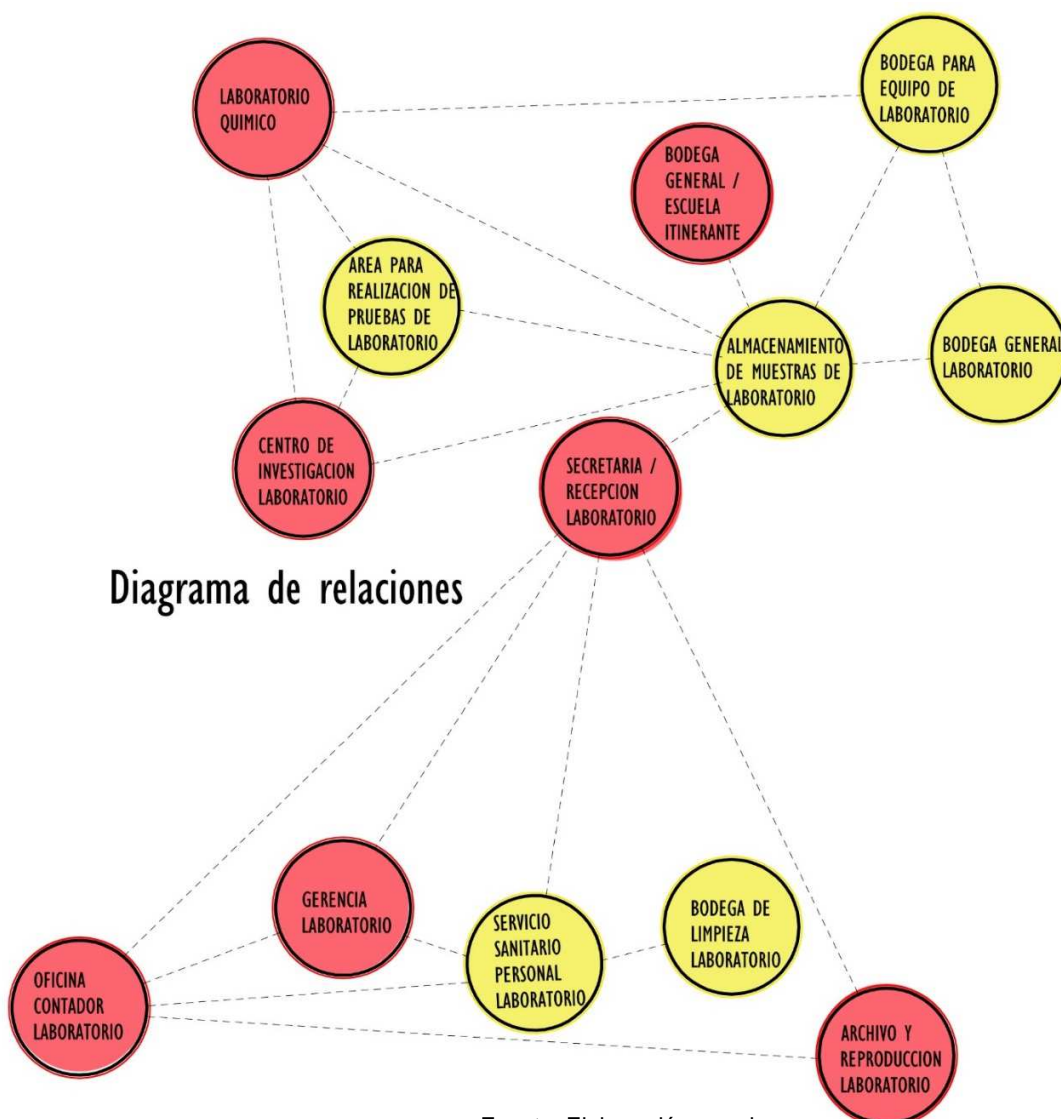 LABORATORIO
QUIMICO
BODEGA PARA
EQUIPO DE
LABORATORIO
BODEGA
GENERAL /
ESCUELA
ITINERANTE
AREA PARA
REALIZACION DE
PRUEBAS DE
LABORATORIO
ALMACENAMIENTO
DE MUESTRAS DE
LABORATORIO
BODEGA GENERAL
LABORATORIO
CENTRO DE
INVESTIGACION
LABORATORIO
SECRETARIA /
RECEPCION
LABORATORIO
Diagrama de relaciones
GERENCIA
LABORATORIO
SERVICIO
SANITARIO
PERSONAL
LABORATORIO
BODEGA DE
LIMPIEZA
LABORATORIO
OFICINA
CONTADOR
LABORATORIO
ARCHIVO Y
REPRODUCCION
LABORATORIO